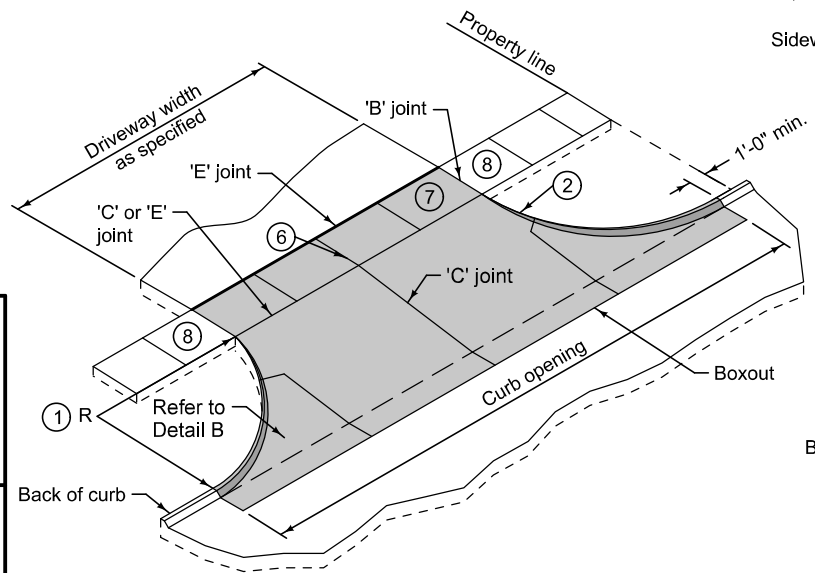 Property line
Sidew
Driveway width
as specified
'B' joint
1'-0" min.
8
2
'E' joint
7
'C' or 'E'
joint
6
'C' joint
8
Curb opening
Boxout
1 R
Refer to
Detail B
B
Back of curb